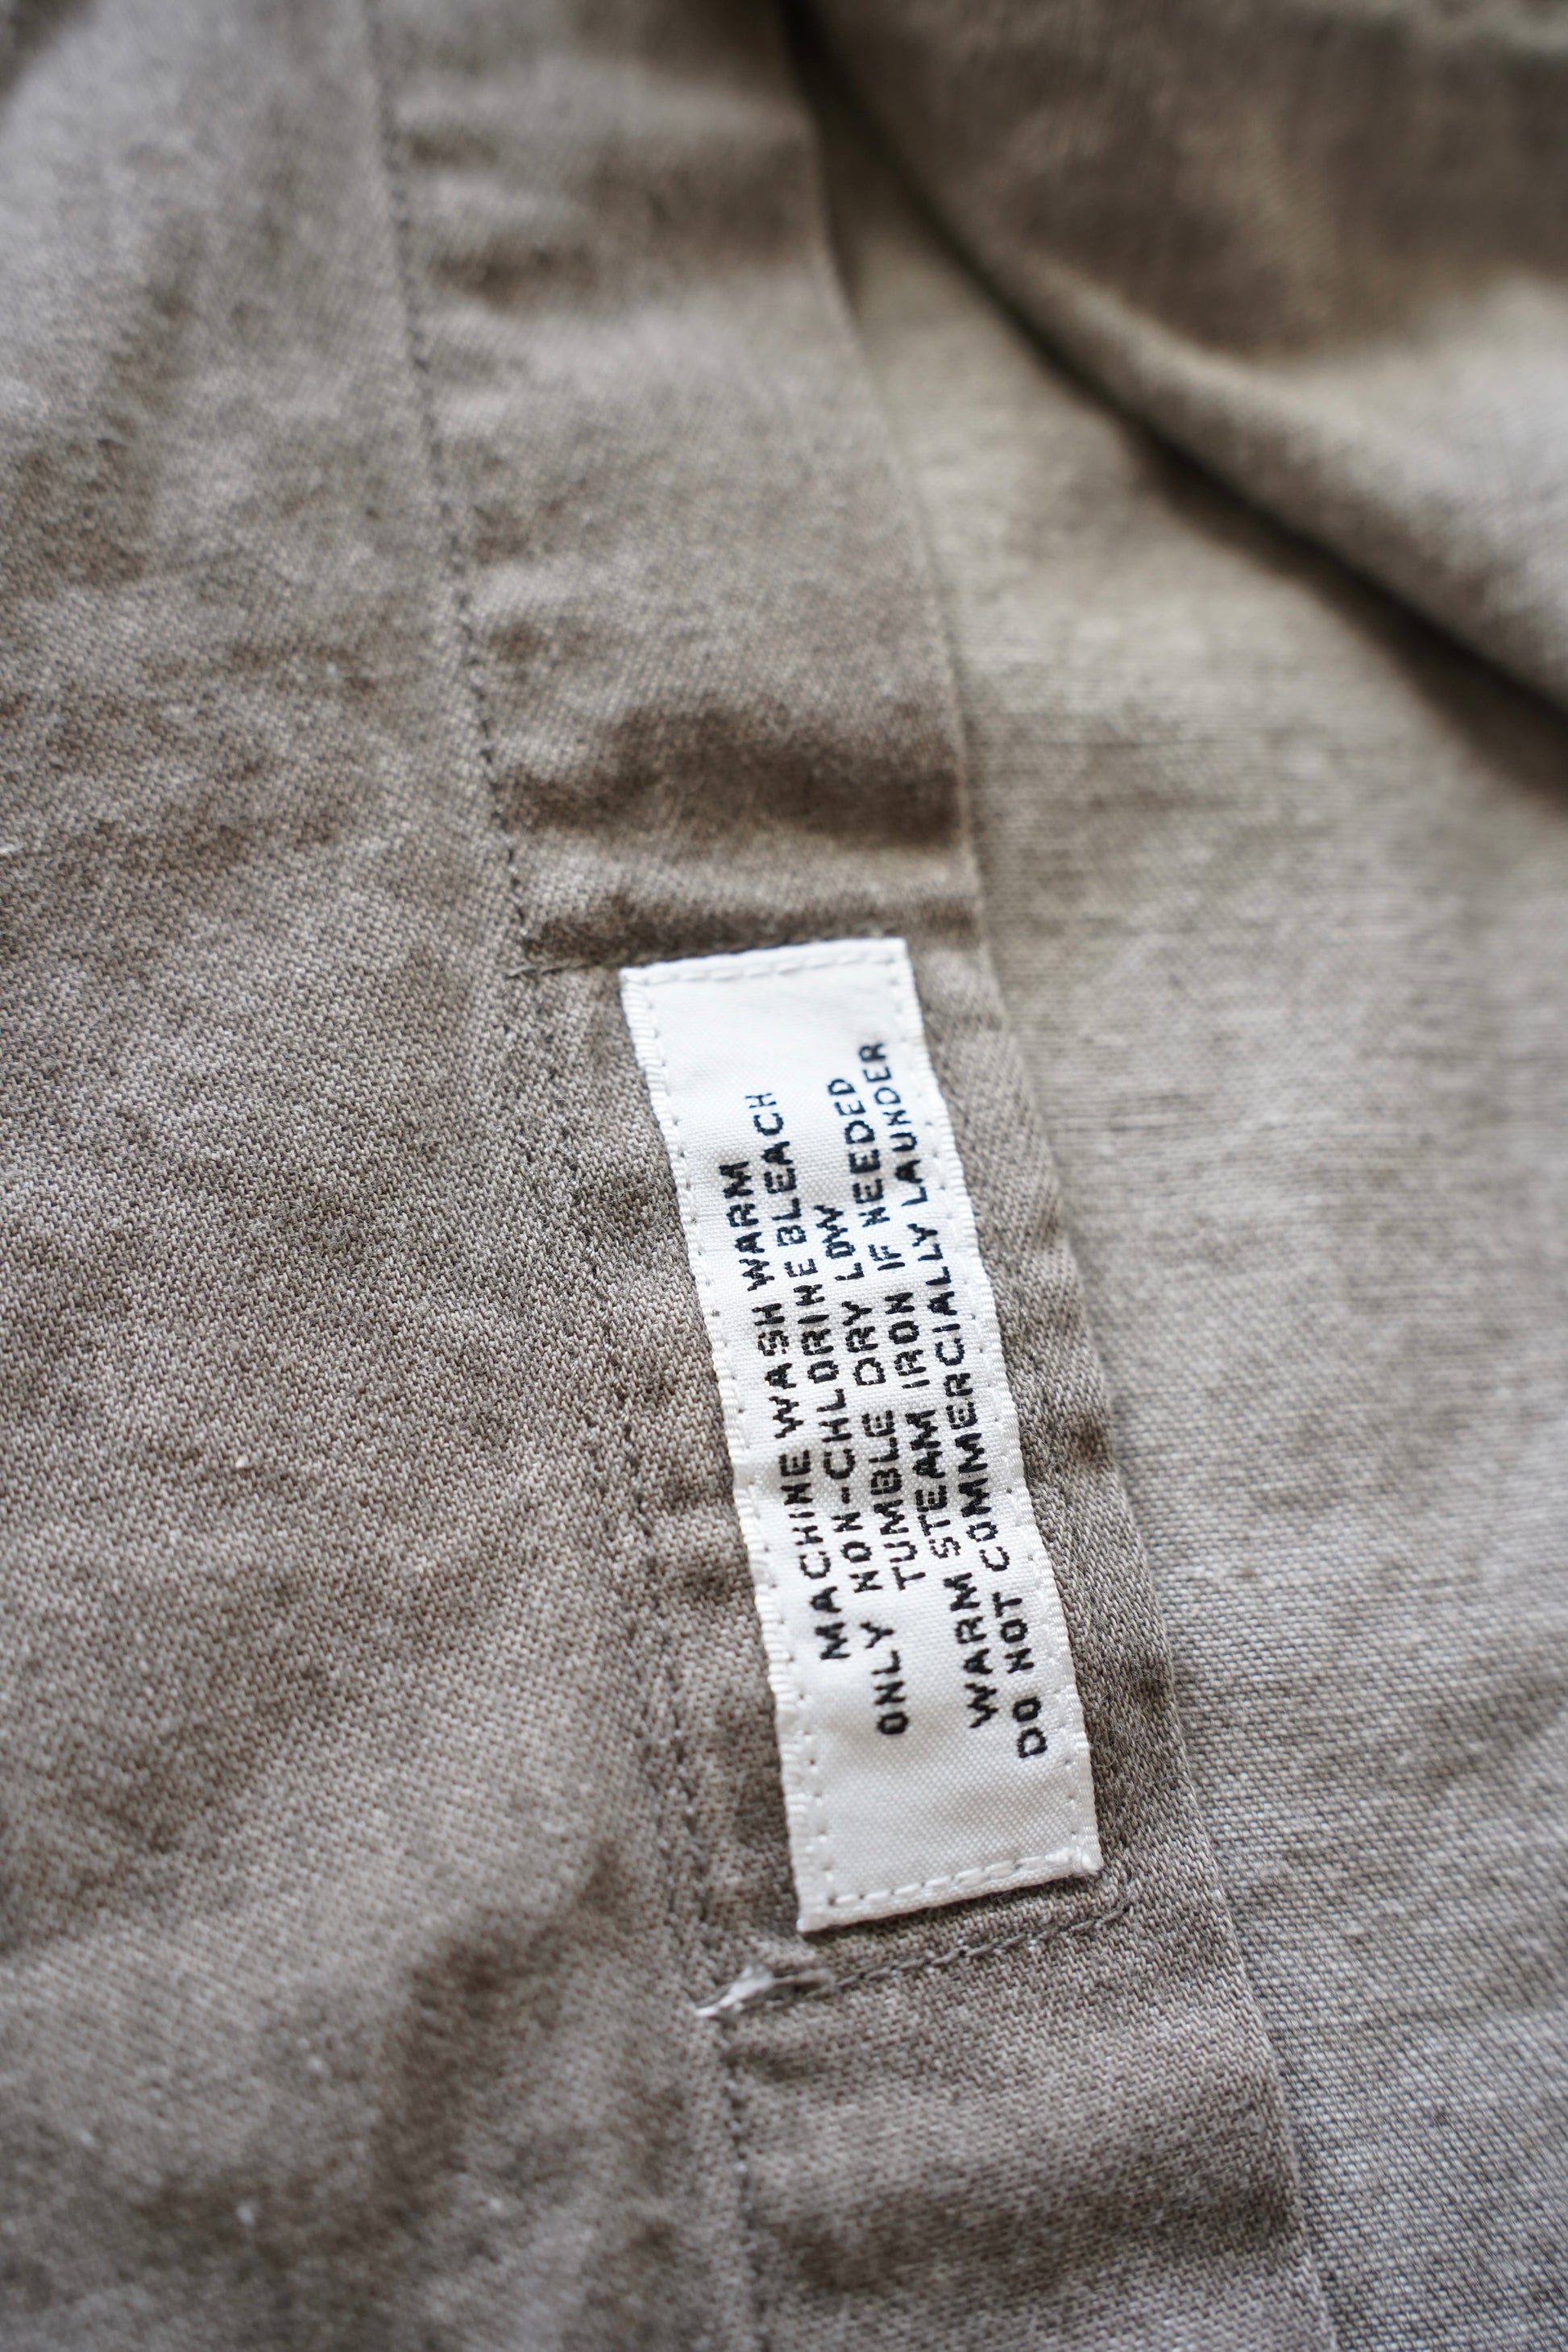 MACHINE WASH WARM
ONLY NON-CHLORINE BLEACH
TUMBLE DRY LOW
WARM STEAM IRON IF NEEDED
DO NOT COMMERCIALLY LAUNDER